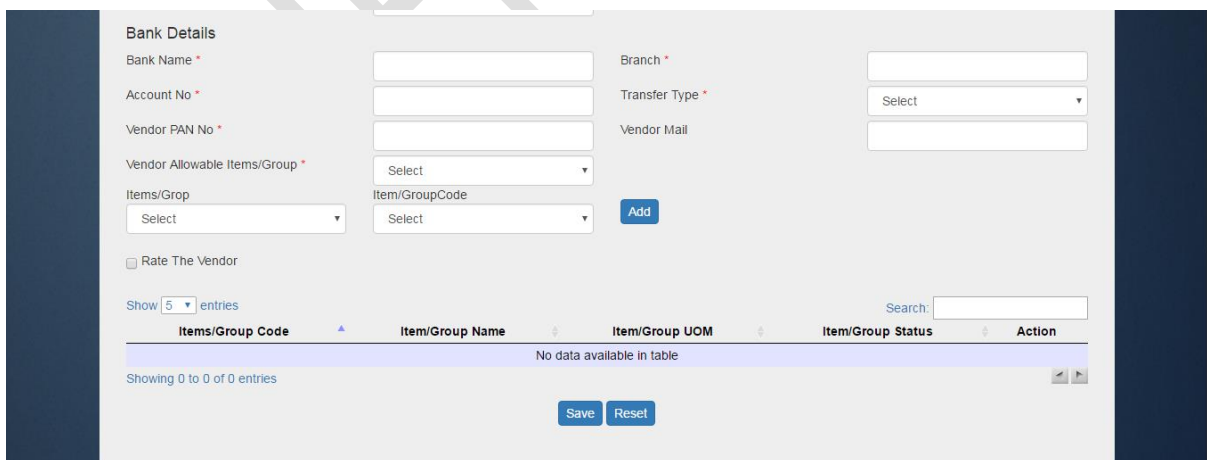 Bank Details
Bank Name * Branch *
Account No * Transfer Type * Select
Vendor PAN No * Vendor Mail
Vendor Allowable Items/Group * Select
Items/Grop Item/GroupCode
Select Select Add
Rate The Vendor
Show 5 entries Search:
Items/Group Code Item/Group Name Item/Group UOM Item/Group Status Action
No data available in table
Showing 0 to 0 of 0 entries
Save Reset